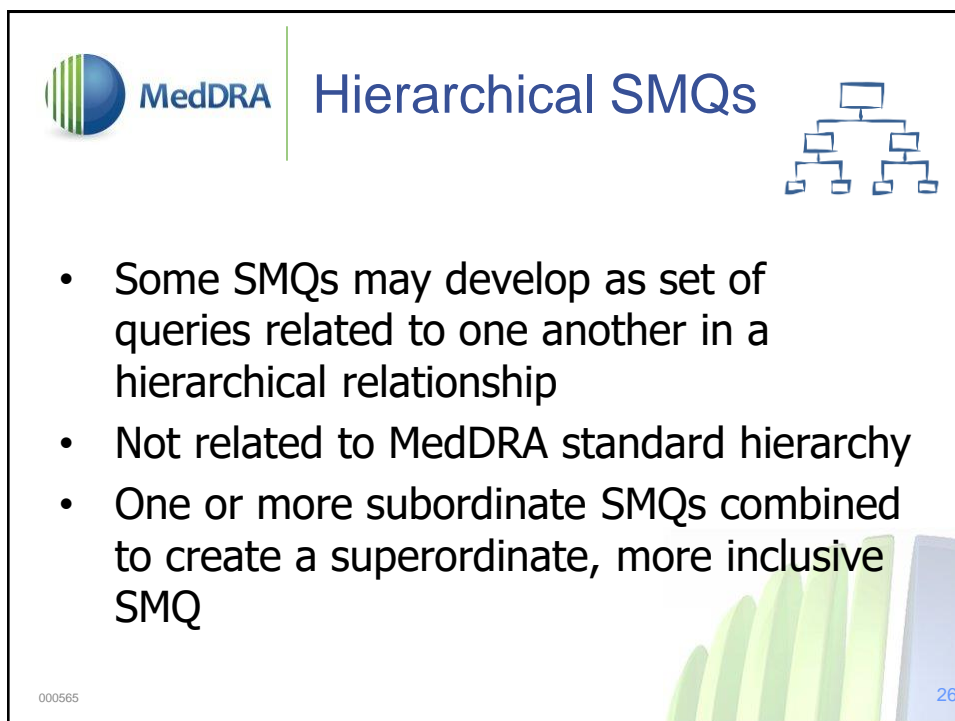 MedDRA
Hierarchical SMQs
• Some SMQs may develop as set of
queries related to one another in a
hierarchical relationship
• Not related to MedDRA standard hierarchy
• One or more subordinate SMQs combined
to create a superordinate, more inclusive
SMQ
000565
26